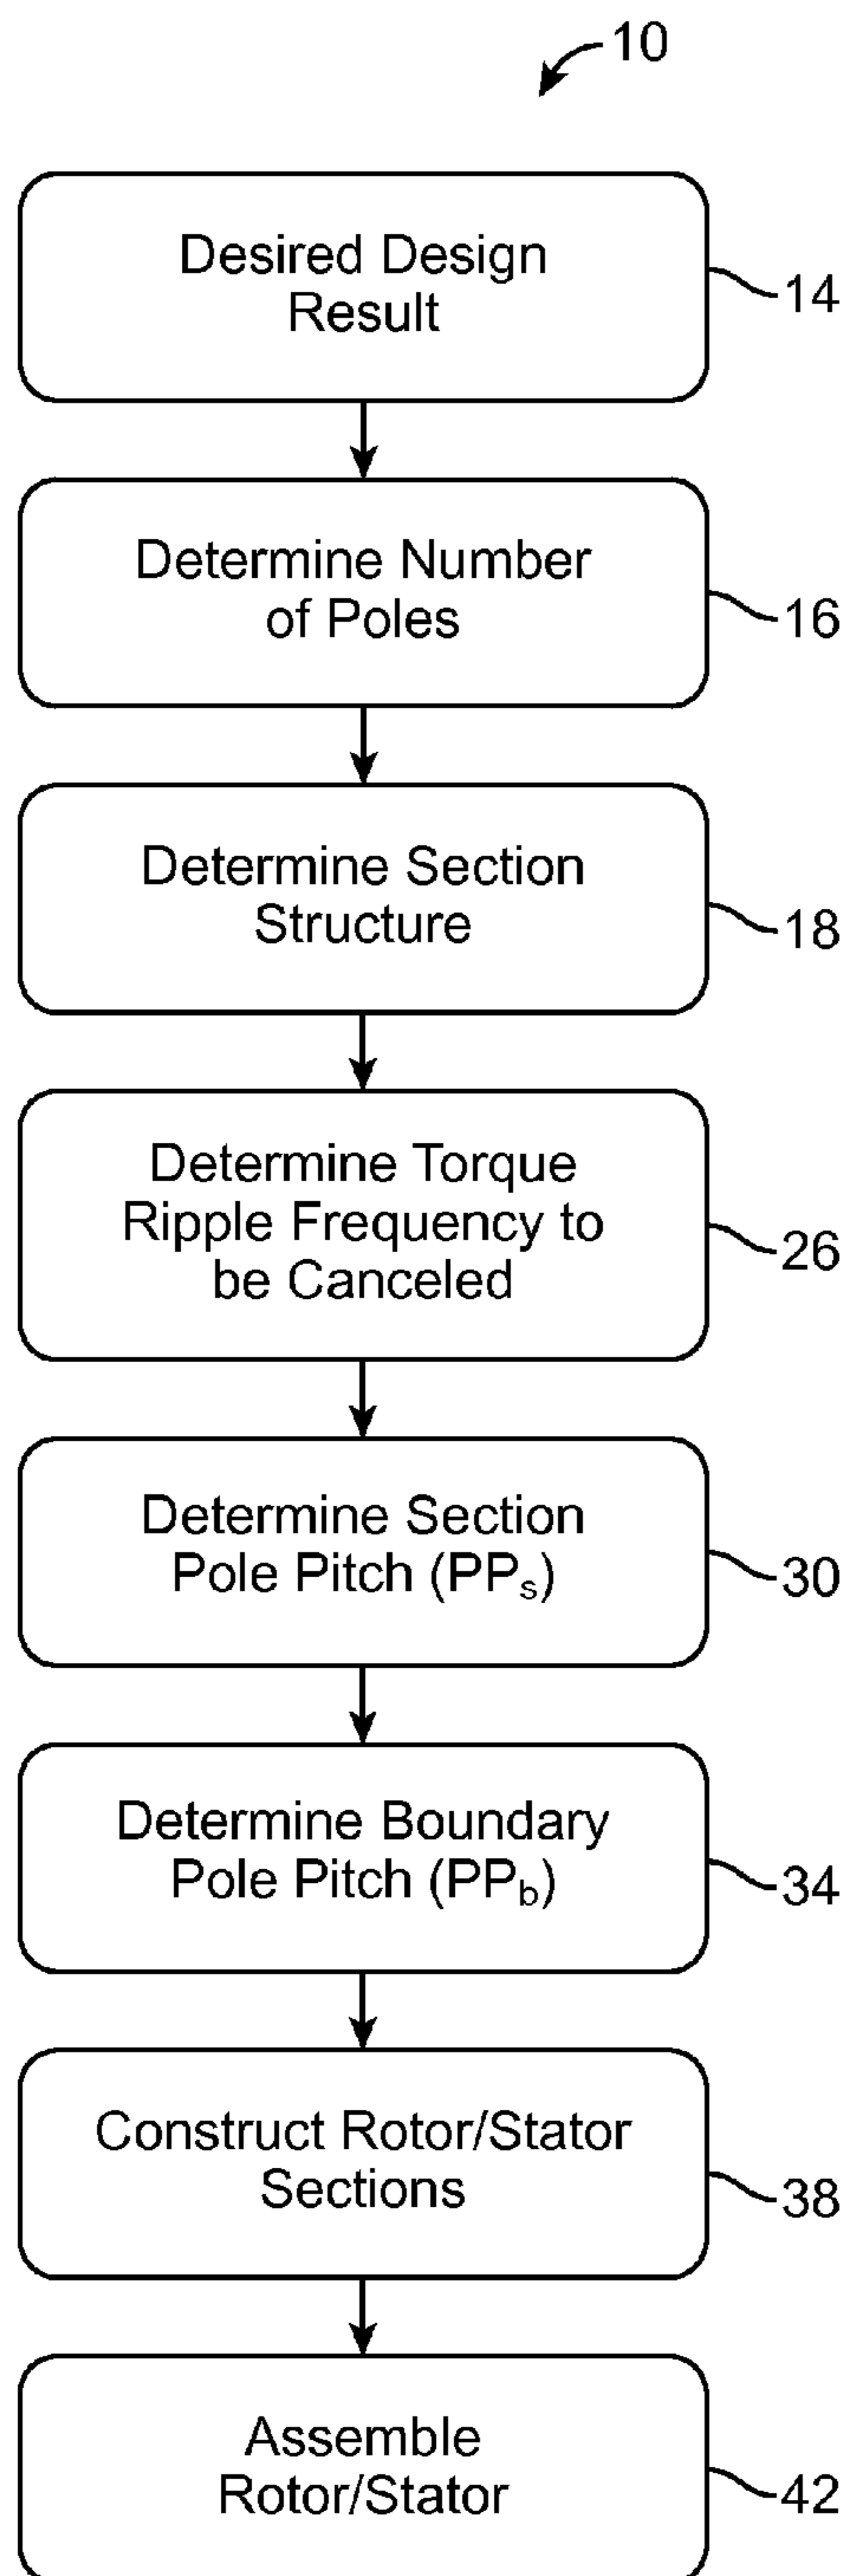 10
Desired Design
Result
14
Determine Number
of Poles
16
Determine Section
Structure
18
Determine Torque
Ripple Frequency to
be Canceled
26
Determine Section
Pole Pitch (PPs)
30
Determine Boundary
Pole Pitch (PPb)
34
Construct Rotor/Stator
Sections
38
Assemble
Rotor/Stator
42